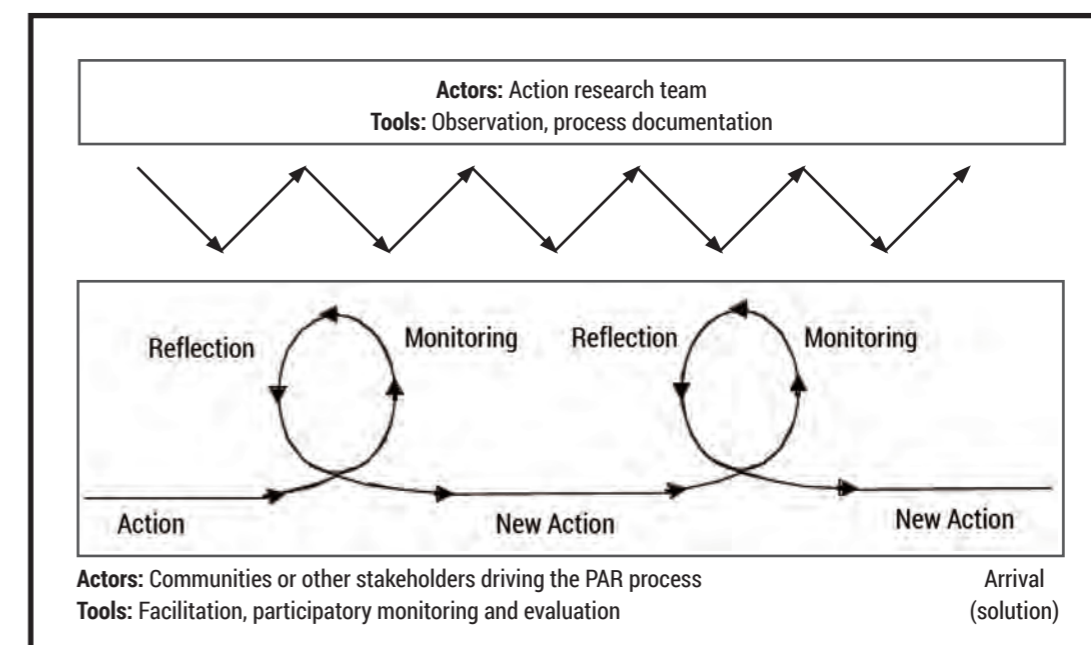 Actors: Action research team
Tools: Observation, process documentation
Reflection
Monitoring
Reflection
Monitoring
Action
New Action
New Action
Actors: Communities or other stakeholders driving the PAR process
Tools: Facilitation, participatory monitoring and evaluation
Arrival
(solution)